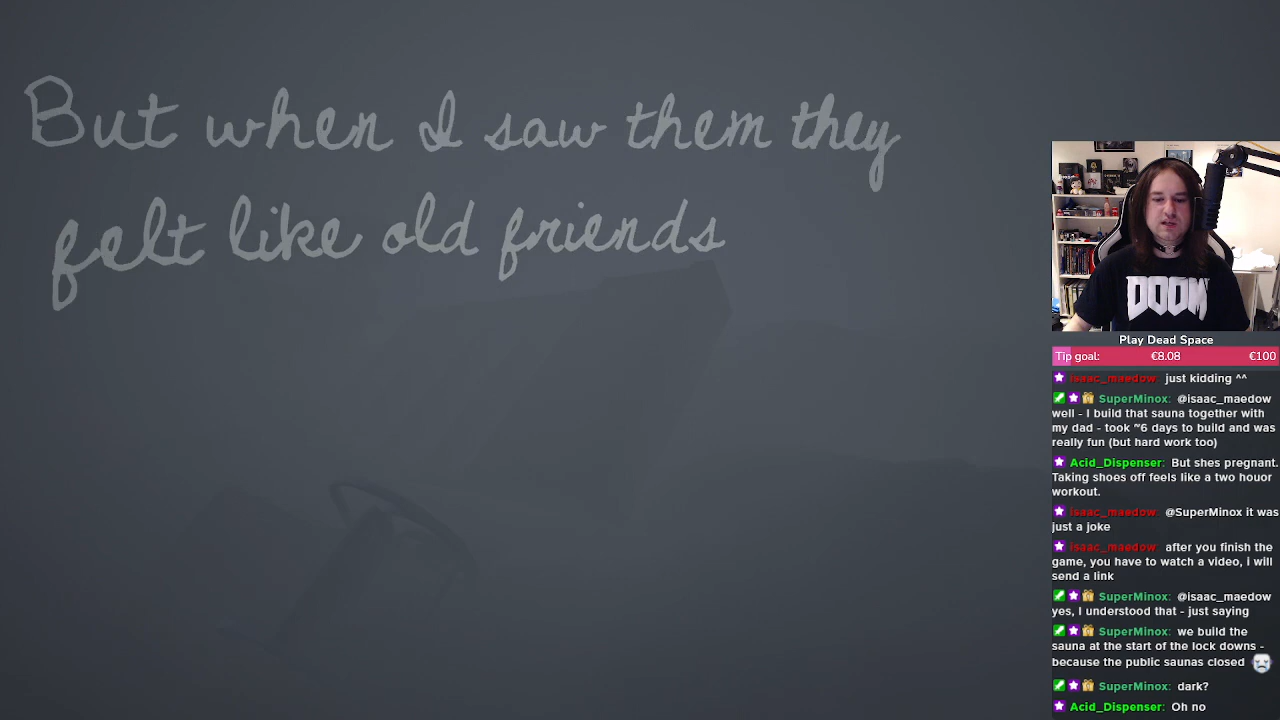 But when I saw them they
felt like old friends
DOOM
Play Dead Space
Tip goal: €8.08 €100
isaac_maedow: just kidding ^^
SuperMinox: @isaac_maedow
well - I build that sauna together with
my dad - took ~6 days to build and was
really fun (but hard work too)
Acid_Dispenser: But shes pregnant.
Taking shoes off feels like a two houor
workout.
isaac_maedow: @SuperMinox it was
just a joke
isaac_maedow: after you finish the
game, you have to watch a video, i will
send a link
SuperMinox: @isaac_maedow
yes, I understood that - just saying
SuperMinox: we build the
sauna at the start of the lock downs -
because the public saunas closed
SuperMinox: dark?
Acid_Dispenser: Oh no